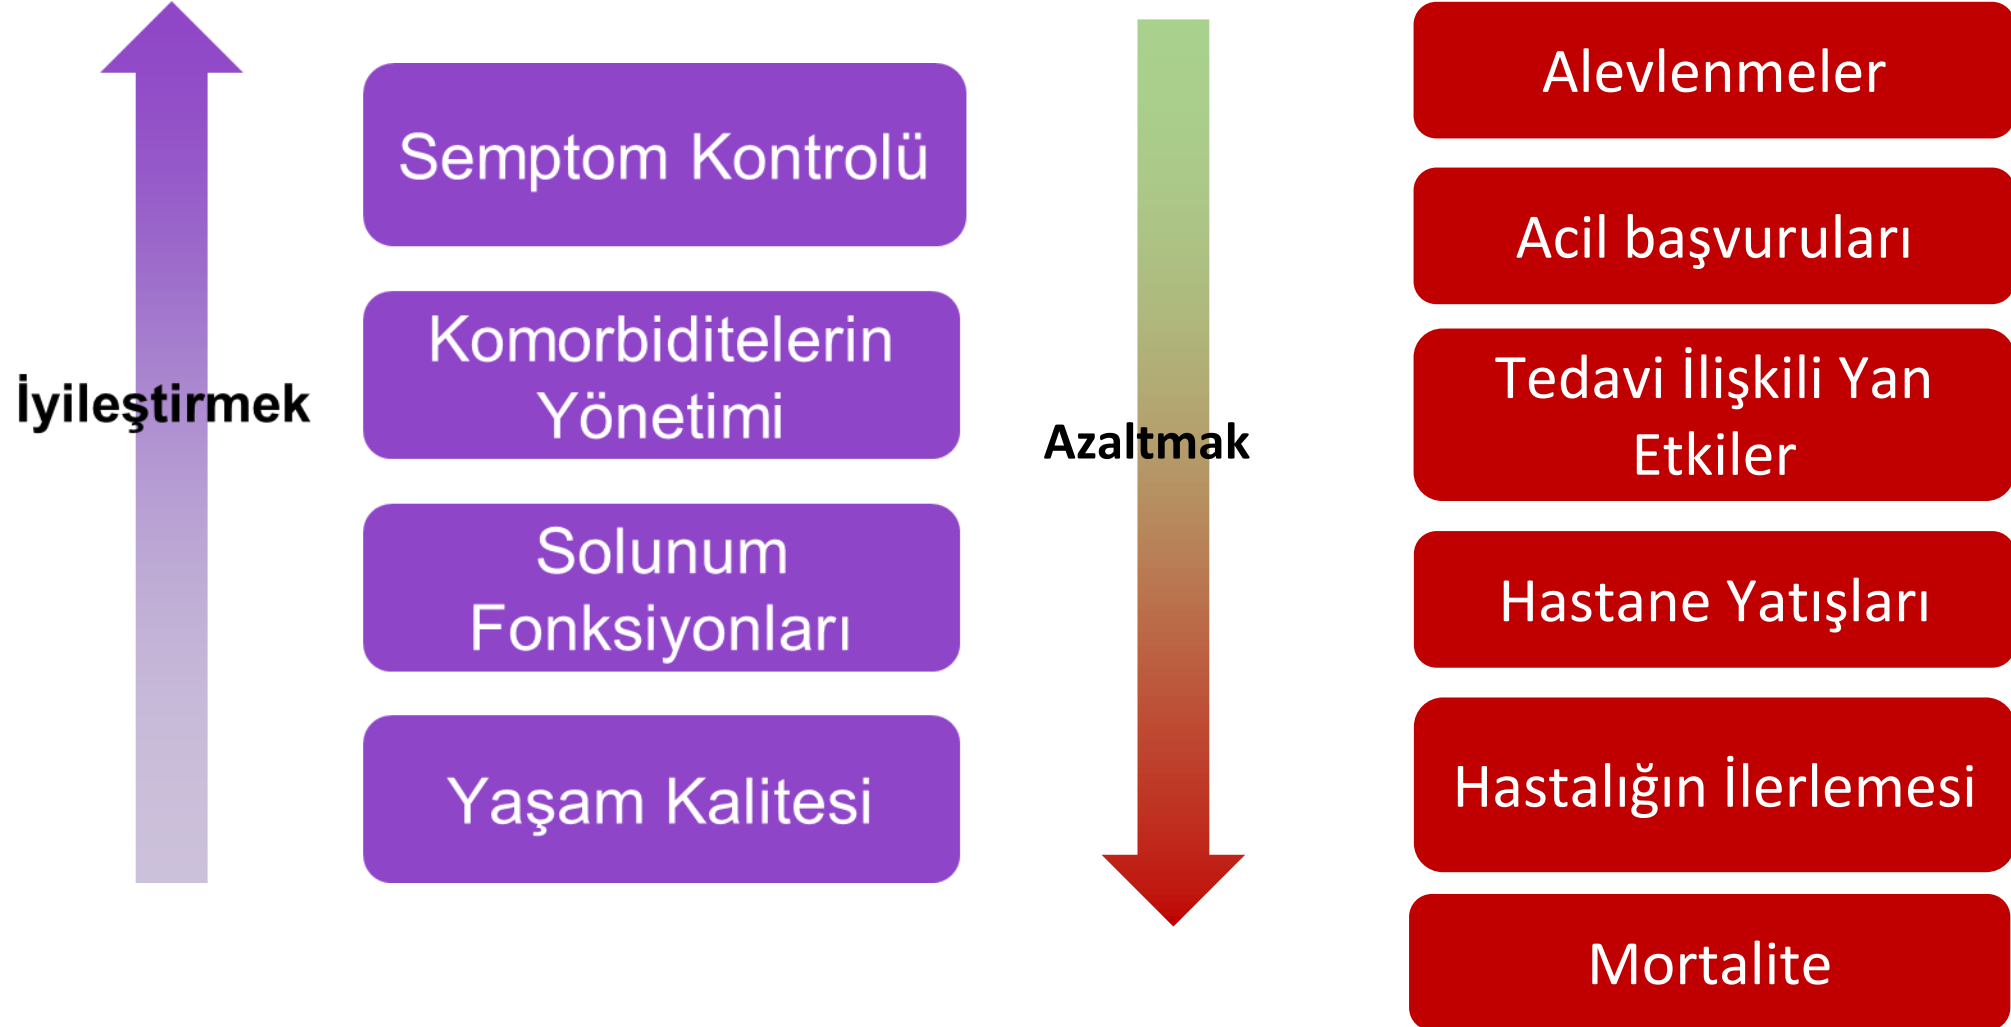 İyileştirmek
Semptom Kontrolü
Komorbiditelerin
Yönetimi
Solunum
Fonksiyonları
Yaşam Kalitesi
Azaltmak
Alevlenmeler
Acil başvuruları
Tedavi İlişkili Yan
Etkiler
Hastane Yatışları
Hastalığın İlerlemesi
Mortalite